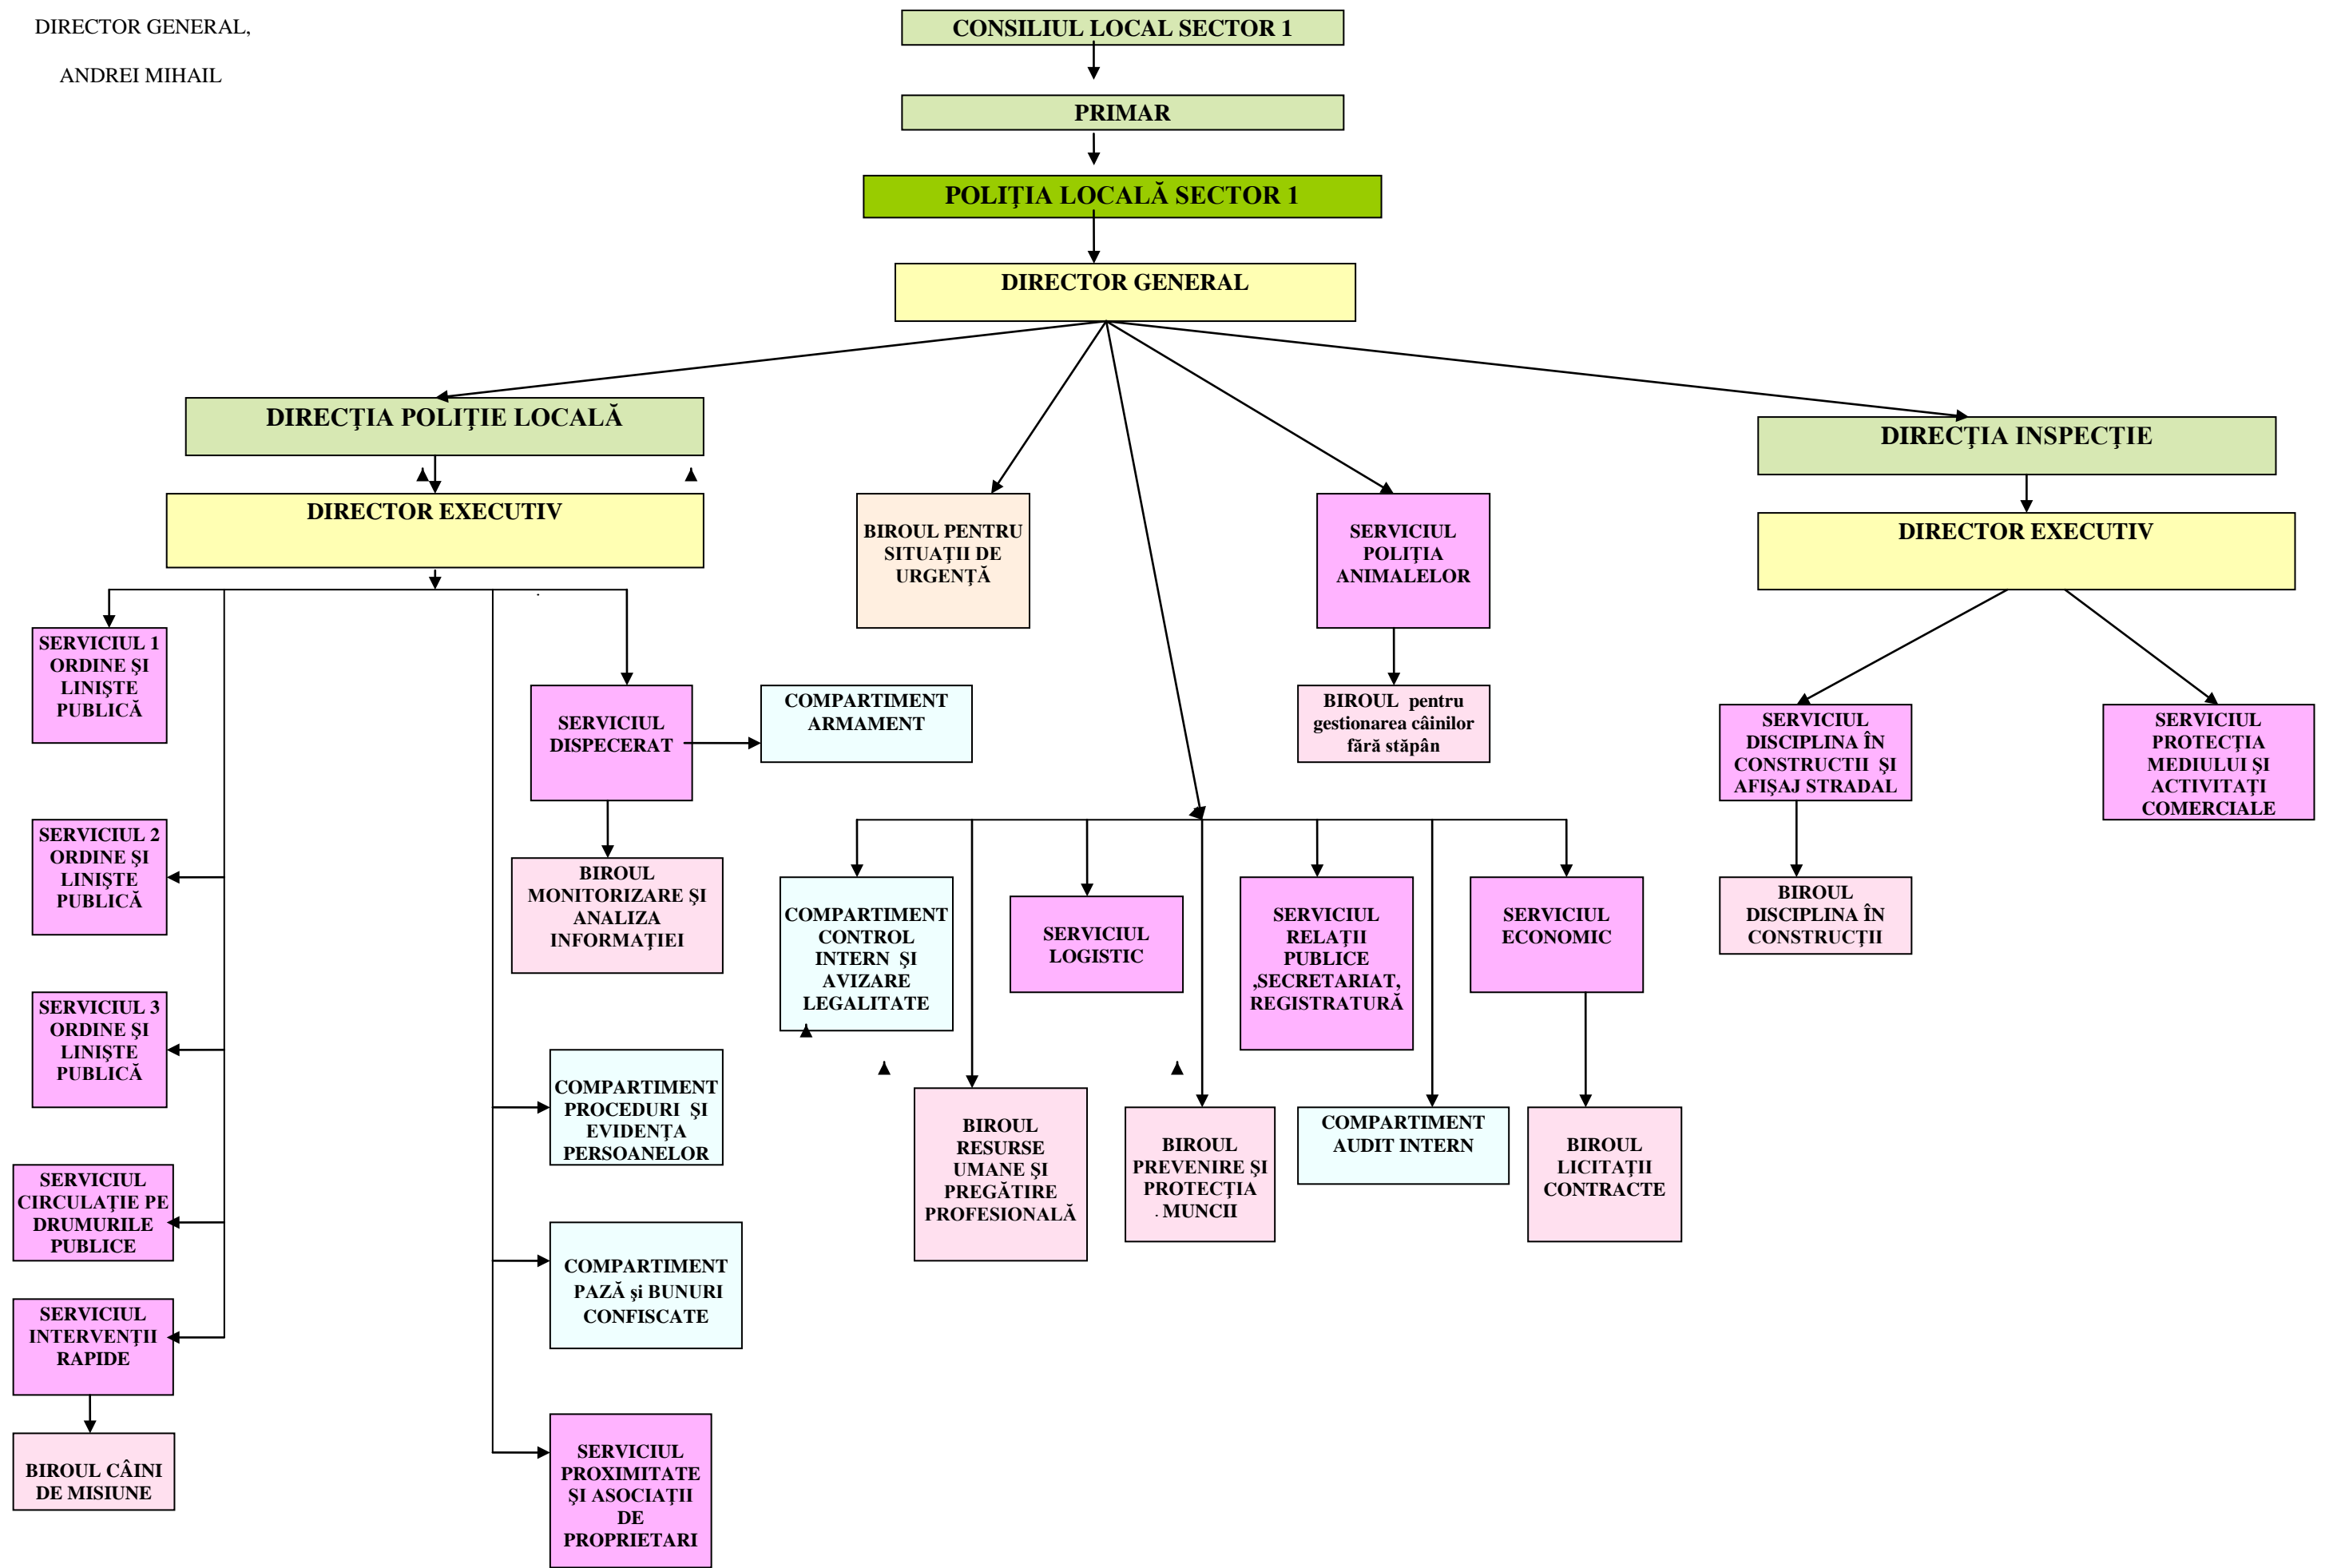 DIRECTOR GENERAL,
ANDREI MIHAIL
CONSILIUL LOCAL SECTOR 1
PRIMAR
POLIŢIA LOCALĂ SECTOR 1
DIRECTOR GENERAL
DIRECŢIA POLIŢIE LOCALĂ
DIRECTOR EXECUTIV
SERVICIUL 1
ORDINE ŞI
LINIŞTE
PUBLICĂ
SERVICIUL 2
ORDINE ŞI
LINIŞTE
PUBLICĂ
SERVICIUL 3
ORDINE ŞI
LINIŞTE
PUBLICĂ
SERVICIUL
CIRCULAŢIE PE
DRUMURILE
PUBLICE
SERVICIUL
INTERVENŢII
RAPIDE
BIROUL CÂINI
DE MISIUNE
SERVICIUL
DISPECERAT
COMPARTIMENT
ARMAMENT
BIROUL
MONITORIZARE ŞI
ANALIZA
INFORMAŢIEI
COMPARTIMENT
PROCEDURI ŞI
EVIDENŢA
PERSOANELOR
COMPARTIMENT
PAZĂ şi BUNURI
CONFISCATE
SERVICIUL
PROXIMITATE
ŞI ASOCIAŢII
DE
PROPRIETARI
BIROUL PENTRU
SITUAŢII DE
URGENŢĂ
SERVICIUL
POLIŢIA
ANIMALELOR
BIROUL pentru
gestionarea câinilor
fără stăpân
COMPARTIMENT
CONTROL
INTERN ŞI
AVIZARE
LEGALITATE
BIROUL
RESURSE
UMANE ŞI
PREGĂTIRE
PROFESIONALĂ
SERVICIUL
LOGISTIC
BIROUL
PREVENIRE ŞI
PROTECŢIA
. MUNCII
SERVICIUL
RELAŢII
PUBLICE
,SECRETARIAT,
REGISTRATURĂ
COMPARTIMENT
AUDIT INTERN
SERVICIUL
ECONOMIC
BIROUL
LICITAŢII
CONTRACTE
DIRECŢIA INSPECŢIE
DIRECTOR EXECUTIV
SERVICIUL
DISCIPLINA ÎN
CONSTRUCTII ŞI
AFIŞAJ STRADAL
BIROUL
DISCIPLINA ÎN
CONSTRUCŢII
SERVICIUL
PROTECŢIA
MEDIULUI ŞI
ACTIVITAŢI
COMERCIALE